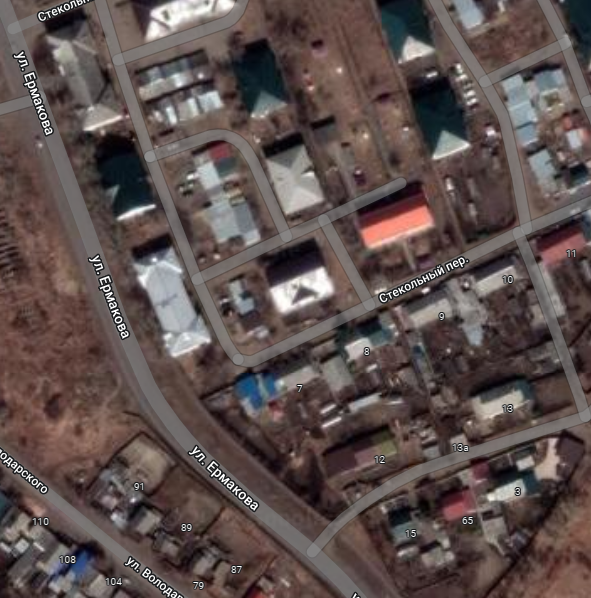 Стекольн
ул. Ермакова
ул. Ермакова
Стекольный пер.
11
10
9
8
7
13
13а
12
3
65
15
ул. Ермакова
одарского
91
110
89
108
87
104
79
ул. Володар